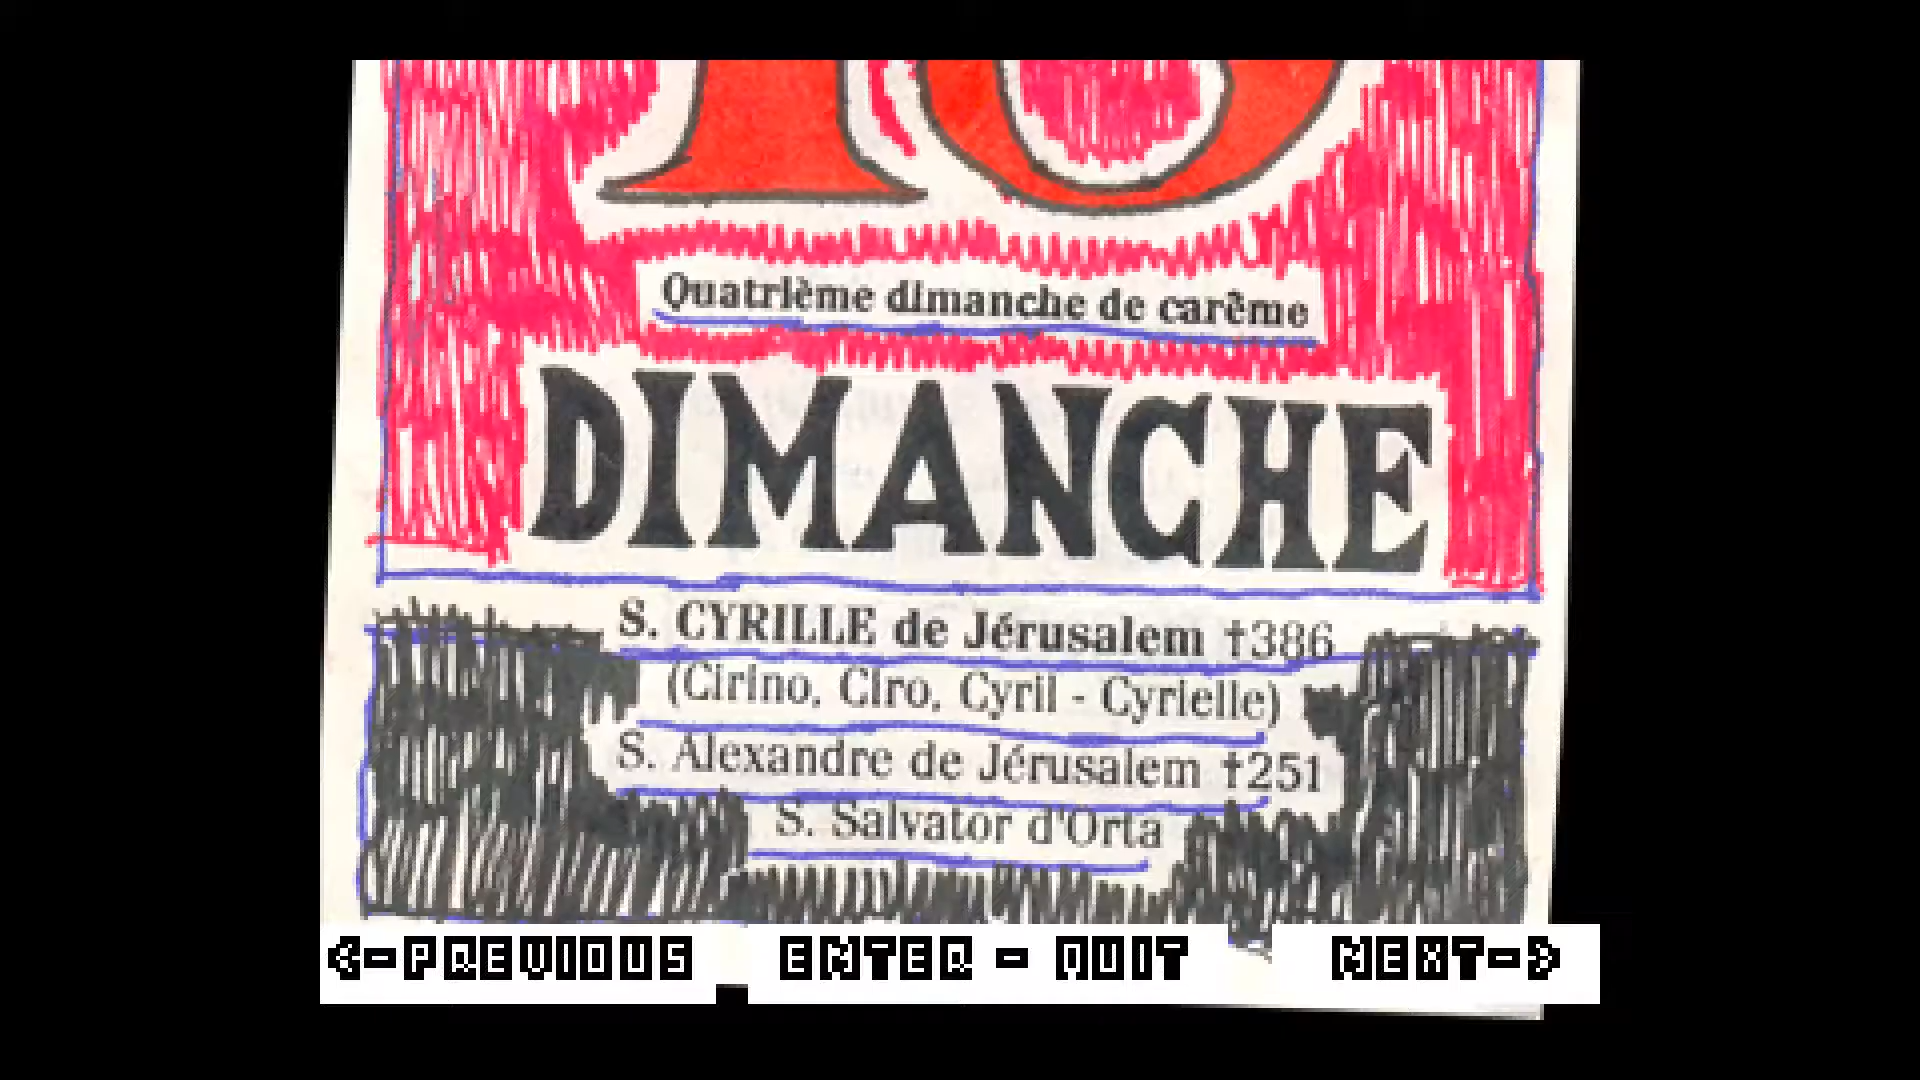 Quatrième dimanche de carême
DIMANCHE
S. CYRILLE de Jérusalem †386
(Cirino, Ciro, Cyril - Cyrielle)
S. Alexandre de Jérusalem †251
S. Salvator d'Orta
<-PREVIOUS ENTER - QUIT NEXT->